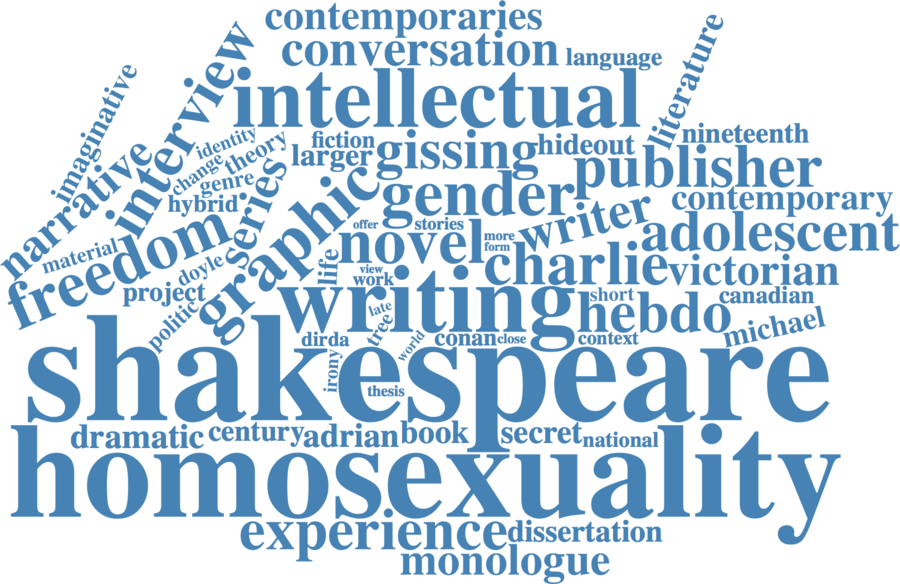 contemporaries
conversation
language
literature
interview
imaginative
intellectual
nineteenth
fiction
hideout
identity
theory
larger
gissing
publisher
narrative
change
genre
hybrid
series
graphic
gender
contemporary
writer
adolescent
offer
stories
more
form
novel
material
freedom
doyle
life
view
work
charlie
victorian
project
writing
short
hebdo
canadian
michael
politic
late
tree
world
dirda
conan
close
context
irony
thesis
shakespeare
dramatic
century
adrian
book
secret
national
homosexuality
experience
dissertation
monologue